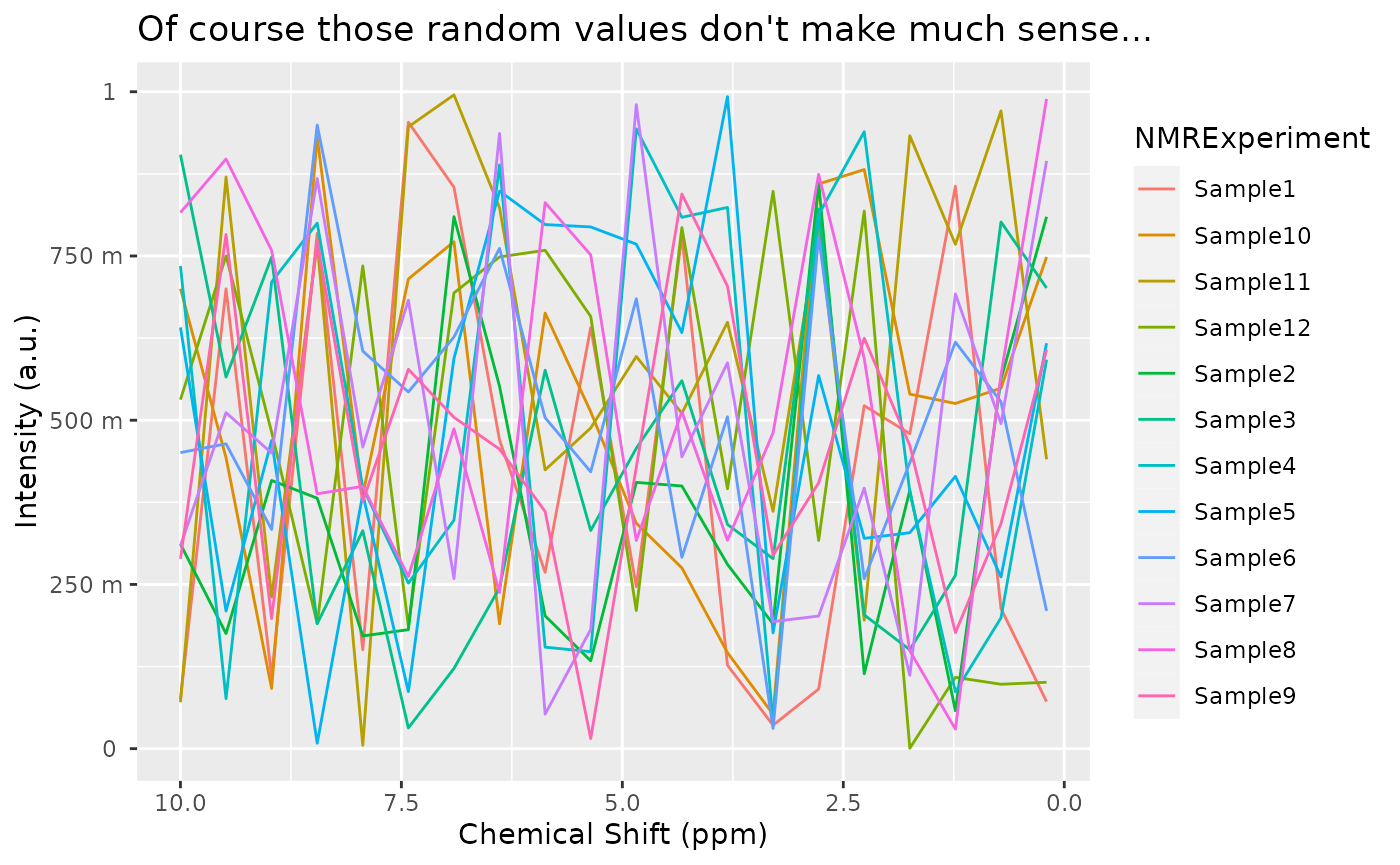 Of course those random values don't make much sense...
Intensity (a.u.)
1
750 m
500 m
250 m
0
10.0
7.5
5.0
2.5
0.0
Chemical Shift (ppm)
NMRExperiment
Sample1
Sample10
Sample11
Sample12
Sample2
Sample3
Sample4
Sample5
Sample6
Sample7
Sample8
Sample9